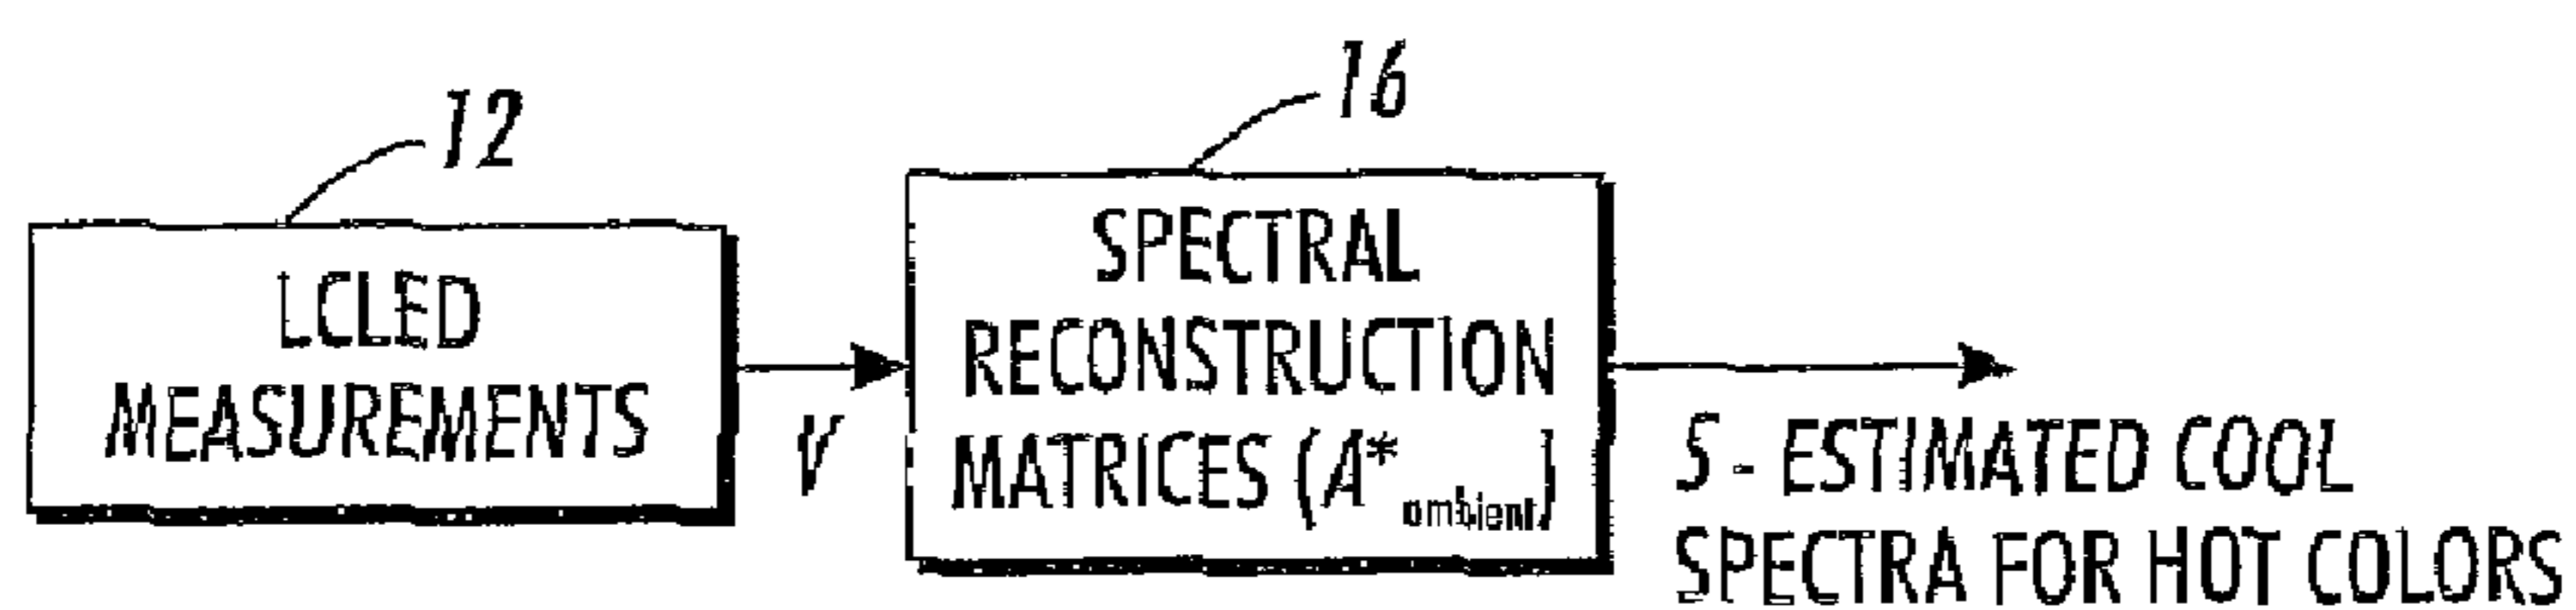 12
LCLED
MEASUREMENTS
V
16
SPECTRAL
RECONSTRUCTION
MATRICES (A*ambient)
S - ESTIMATED COOL
SPECTRA FOR HOT COLORS